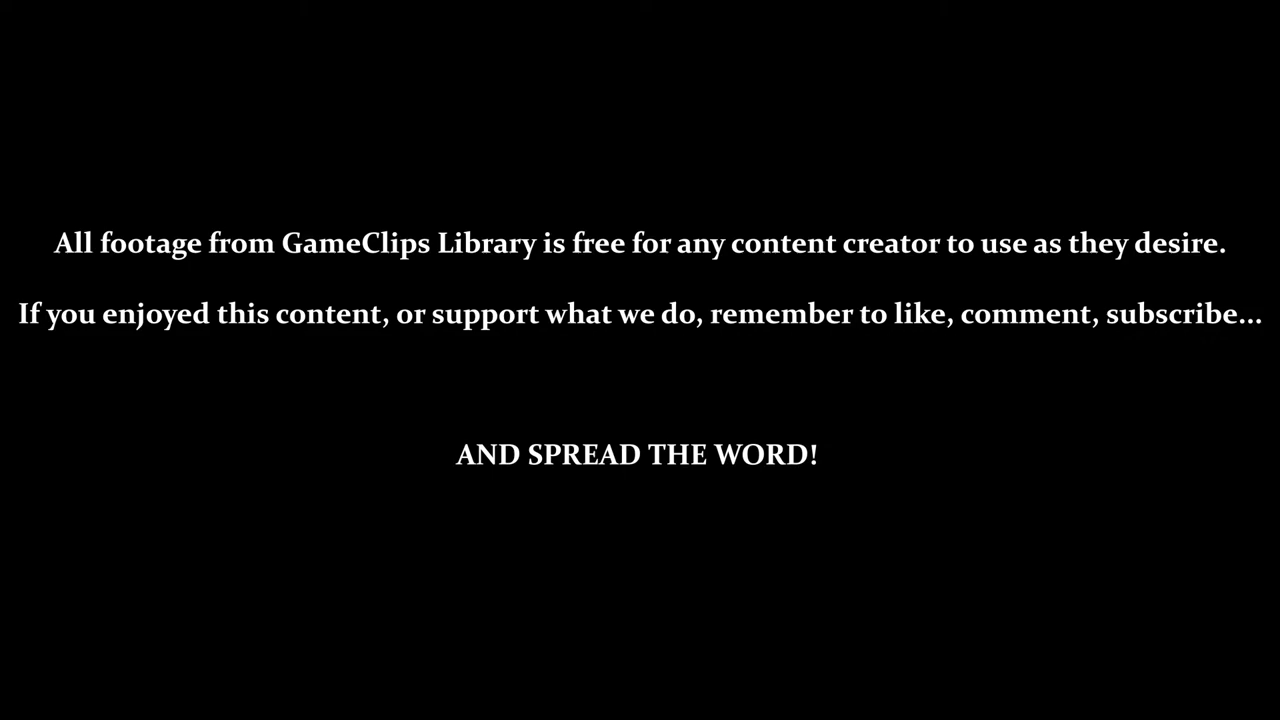 All footage from GameClips Library is free for any content creator to use as they desire.
If you enjoyed this content, or support what we do, remember to like, comment, subscribe...
AND SPREAD THE WORD!